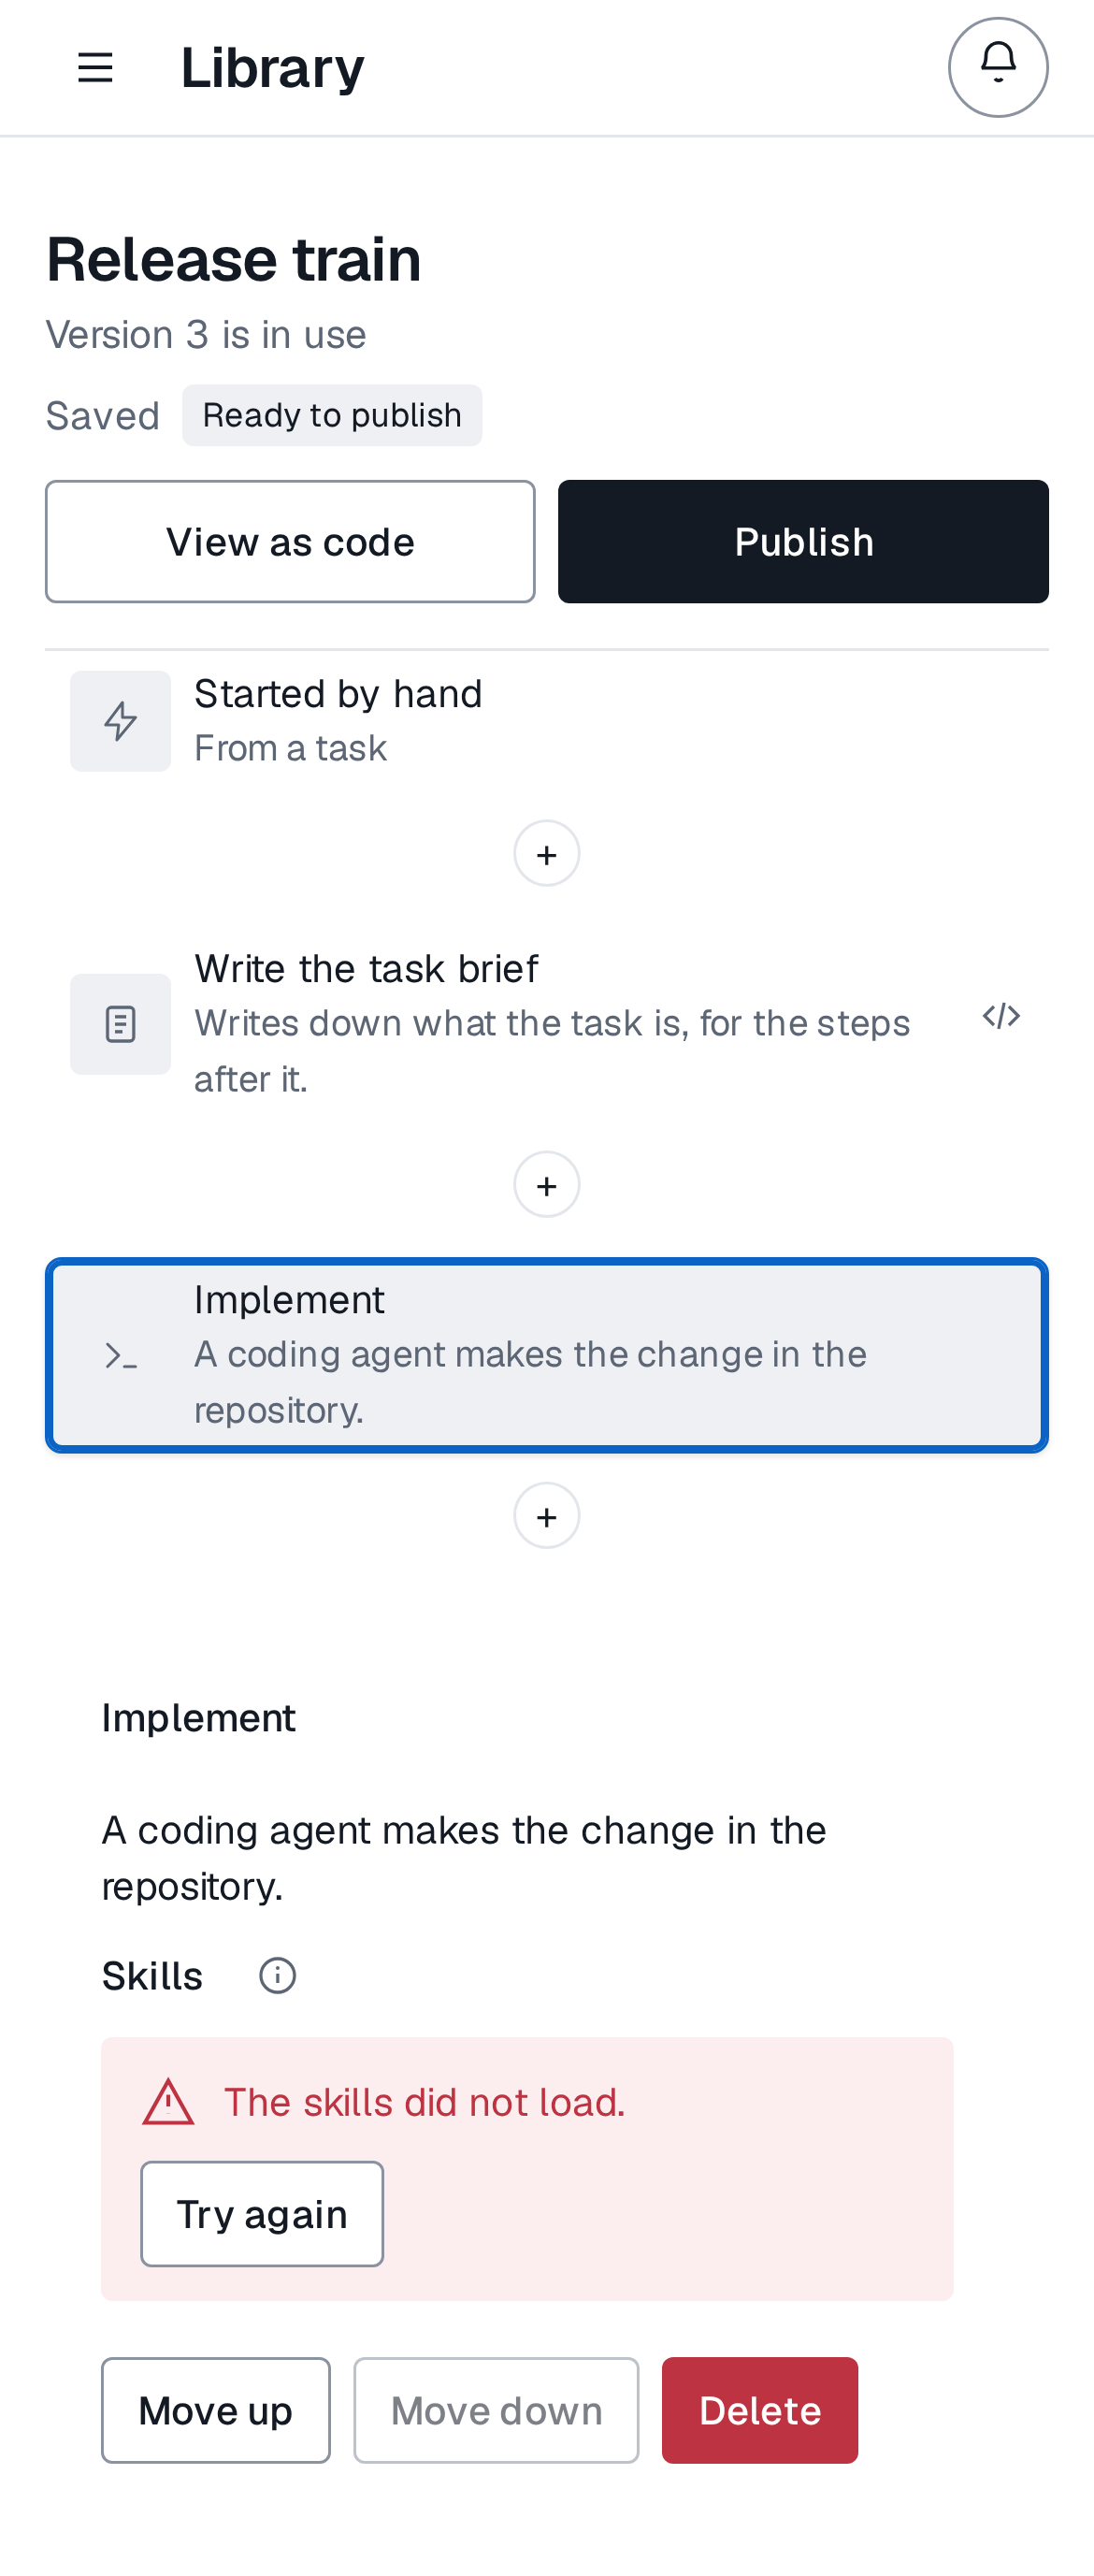 Library
Release train
Version 3 is in use
Saved
Ready to publish
View as code
Publish
Started by hand
From a task
+
Write the task brief
Writes down what the task is, for the steps
after it.
+
Implement
A coding agent makes the change in the
repository.
+
Implement
A coding agent makes the change in the
repository.
Skills
The skills did not load.
Try again
Move up
Move down
Delete